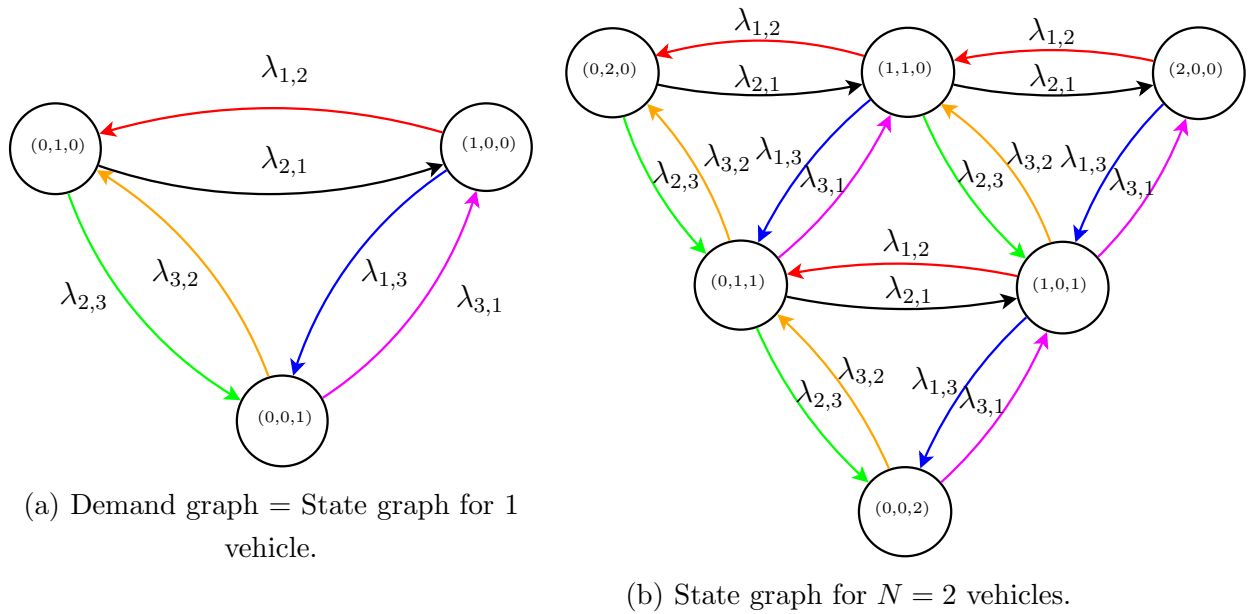 λ1,2
(0,1,0)
(1,0,0)
λ2,1
λ2,3
λ3,2
λ1,3
λ3,1
(0,0,1)
(a) Demand graph = State graph for 1
vehicle.
λ1,2
λ1,2
(0,2,0)
(1,1,0)
(2,0,0)
λ2,1
λ2,1
λ2,3
λ3,2
λ1,3
λ3,1
λ2,3
λ3,2
λ1,3
λ3,1
λ1,2
(0,1,1)
(1,0,1)
λ2,1
λ2,3
λ3,2
λ1,3
λ3,1
(0,0,2)
(b) State graph for N = 2 vehicles.